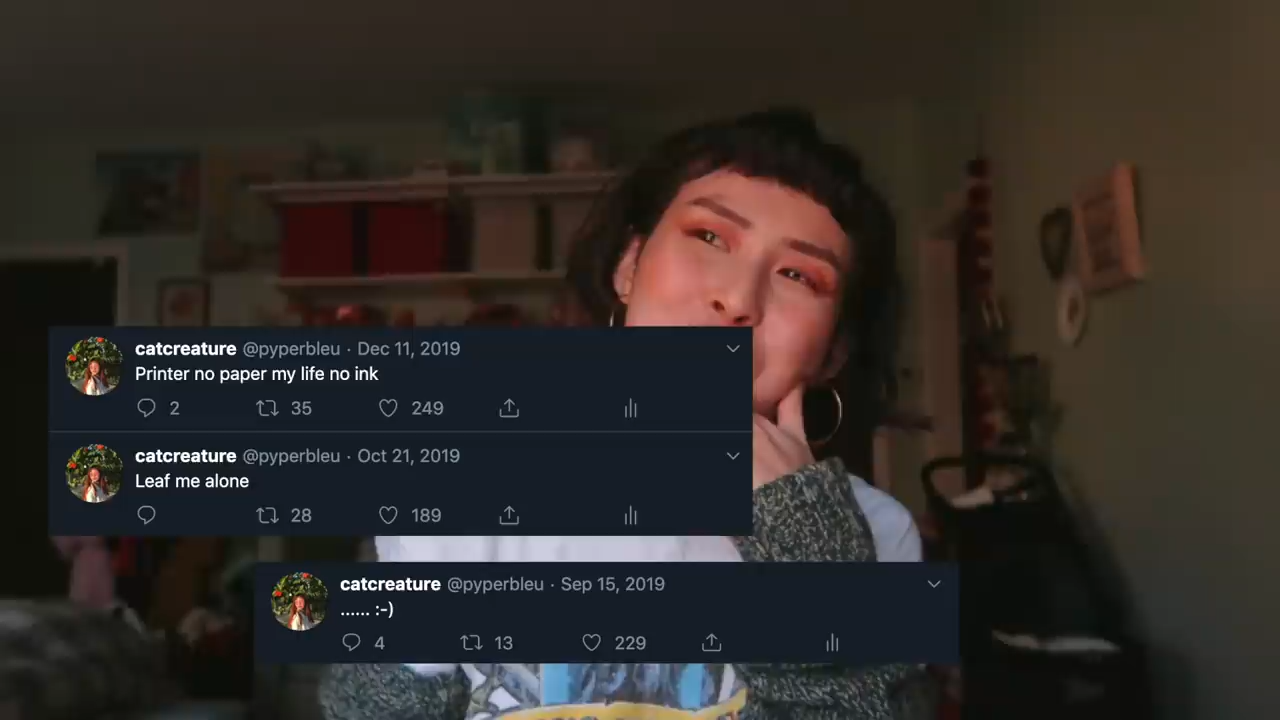 catcreature @pyperbleu · Dec 11, 2019
Printer no paper my life no ink
2 35 249
catcreature @pyperbleu · Oct 21, 2019
Leaf me alone
28 189
catcreature @pyperbleu · Sep 15, 2019
...... :-)
4 13 229